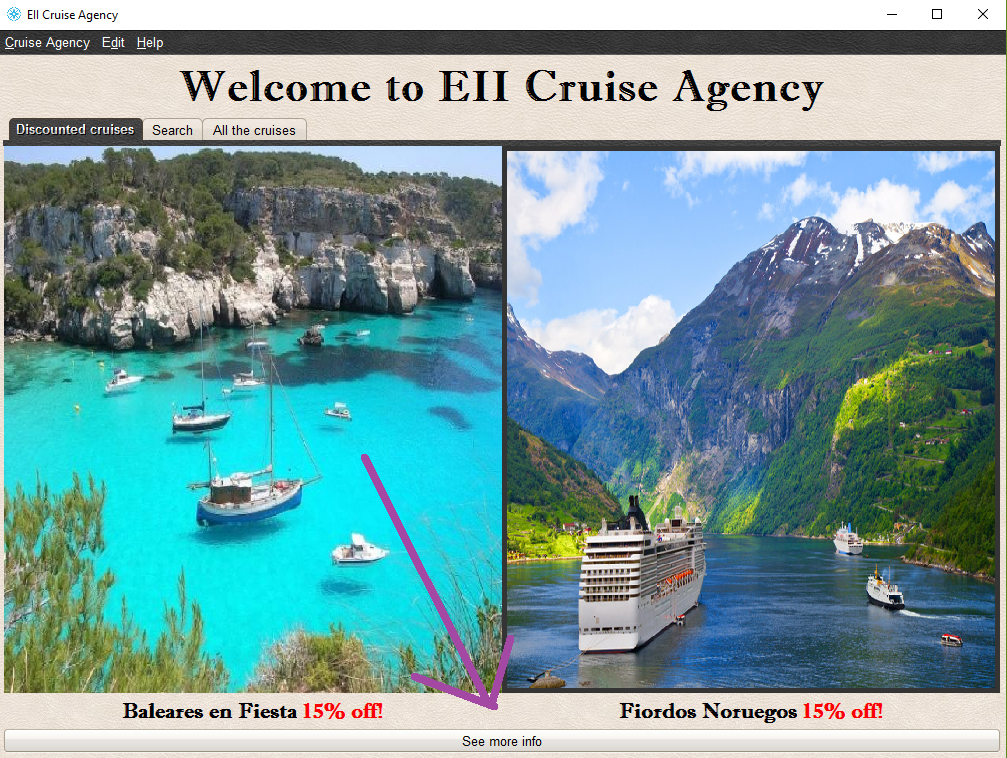 EII Cruise Agency
Cruise Agency Edit Help
Welcome to EII Cruise Agency
Discounted cruises Search All the cruises
Baleares en Fiesta 15% off! Fiordos Noruegos 15% off!
See more info